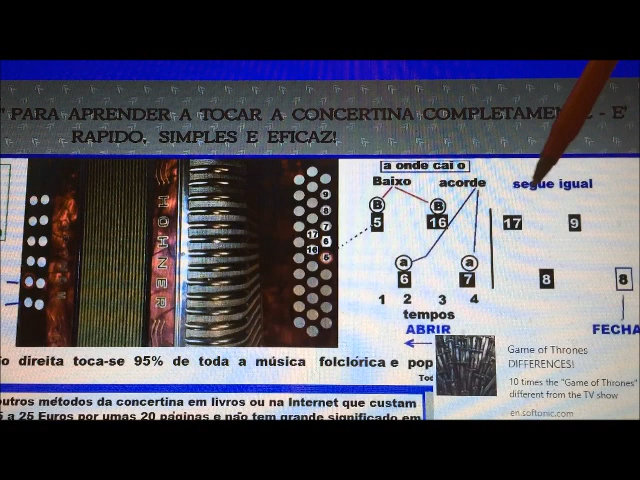 " PARA APRENDER A TOCAR A CONCERTINA COMPLETAMENTE - E'
RAPIDO, SIMPLES E EFICAZ!
a onde cai o
Baixo acorde segue igual
B B
5 16 17 9
a a
6 7 8 8
1 2 3 4
tempos
ABRIR FECHA
HOHNER
9
8
7
17 6
16 5
o direita toca-se 95% de toda a música folclórica e pop
Game of Thrones
DIFFERENCES!
10 times the "Game of Thrones"
different from the TV show
en.softonic.com
outros métodos da concertina em livros ou na Internet que custam
5 a 25 Euros por umas 20 páginas e não tem grande significado em